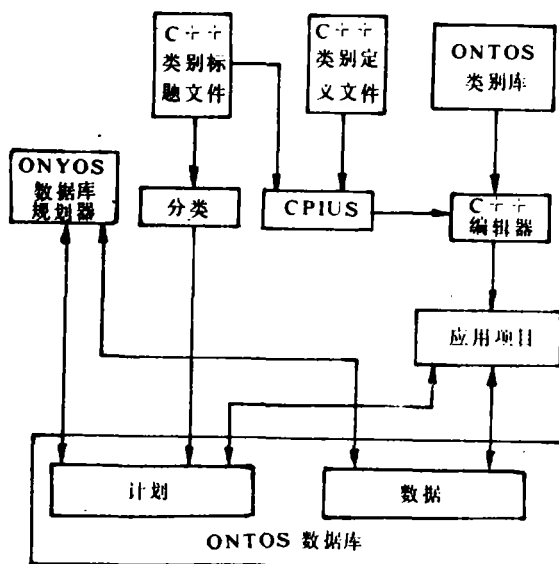 C++
类别标
题文件
C++
类别定
义文件
ONTOS
类别库
ONYOS
数据库
规划器
分类
CPIUS
C++
编辑器
应用项目
计划
数据
ONTOS 数据库